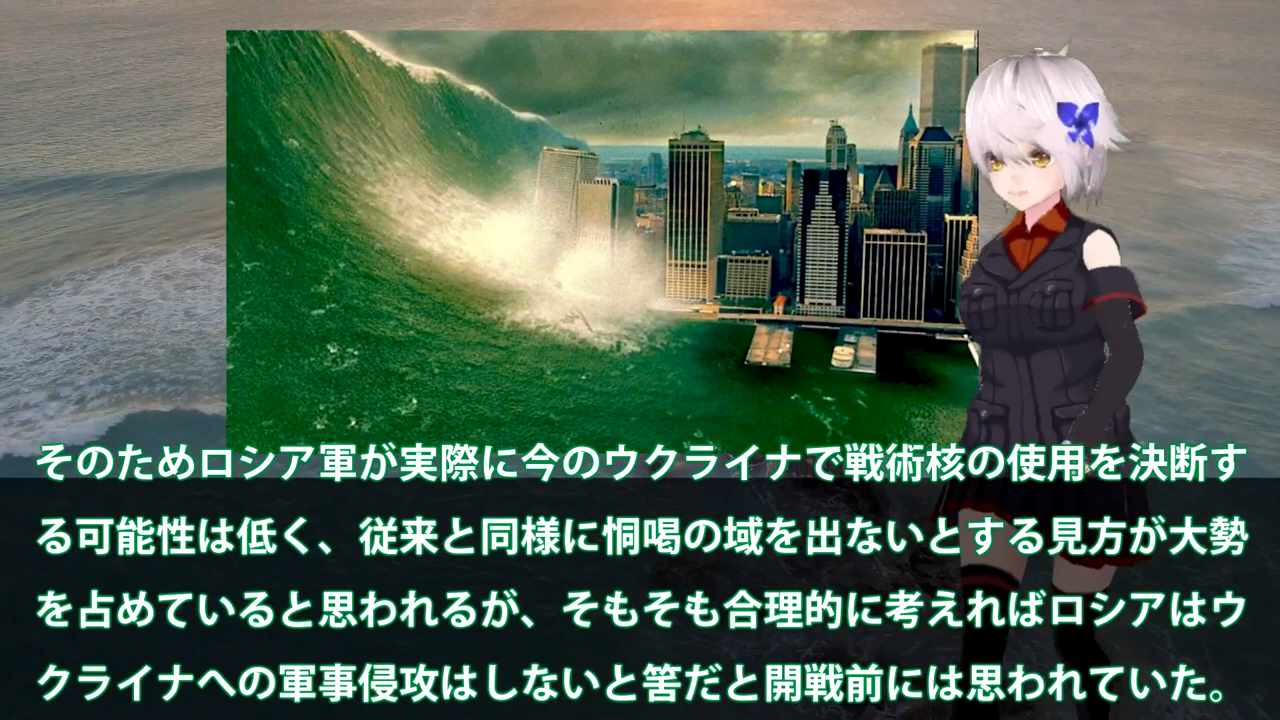 そのためロシア軍が実際に今のウクライナで戦術核の使用を決断す
る可能性は低く、従来と同様に恫喝の域を出ないとする見方が大勢
を占めていると思われるが、そもそも合理的に考えればロシアはウ
クライナへの軍事侵攻はしないと筈だと開戦前には思われていた。